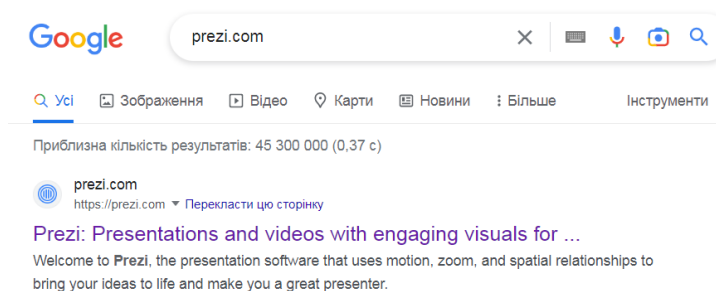 Google
prezi.com
Усі Зображення Відео Карти Новини Більше Інструменти
Приблизна кількість результатів: 45 300 000 (0,37 с)
prezi.com
https://prezi.com Перекласти цю сторінку
Prezi: Presentations and videos with engaging visuals for ...
Welcome to Prezi, the presentation software that uses motion, zoom, and spatial relationships to
bring your ideas to life and make you a great presenter.